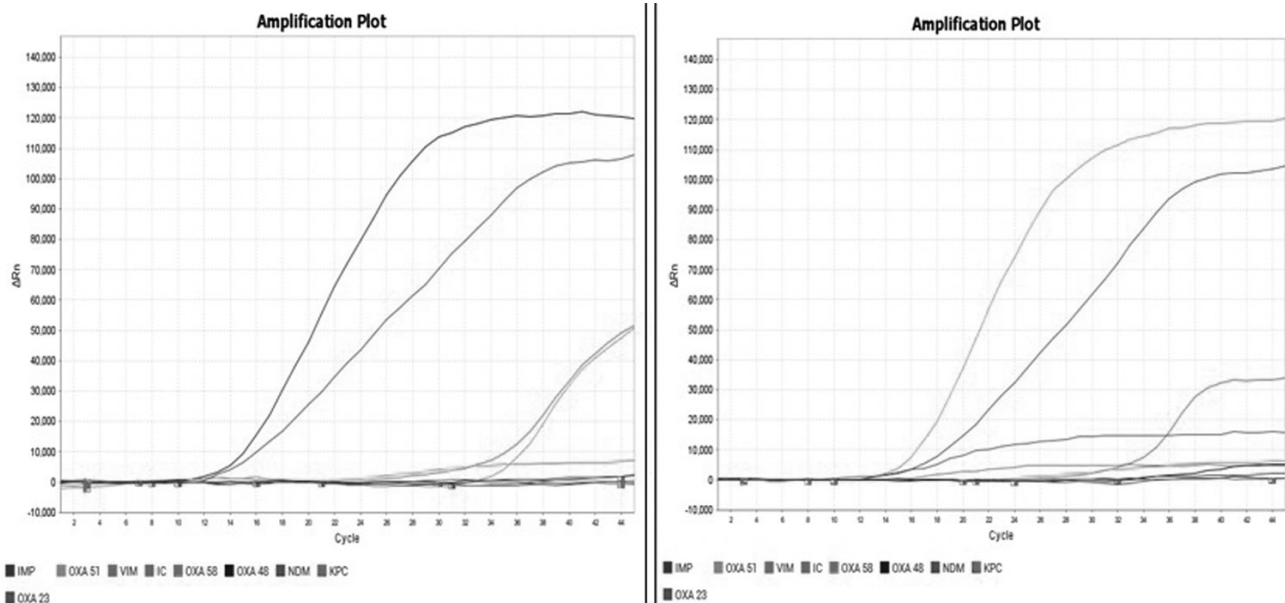 Amplification Plot
140,000
130,000
120,000
110,000
100,000
90,000
80,000
70,000
60,000
50,000
40,000
30,000
20,000
10,000
0
-10,000
ΔRn
2 4 6 8 10 12 14 16 18 20 22 24 26 28 30 32 34 36 38 40 42 44
Cycle
IMP OXA 51 VIM IC OXA 58 OXA 48 NDM KPC
OXA 23
Amplification Plot
140,000
130,000
120,000
110,000
100,000
90,000
80,000
70,000
60,000
50,000
40,000
30,000
20,000
10,000
0
-10,000
ΔRn
2 4 6 8 10 12 14 16 18 20 22 24 26 28 30 32 34 36 38 40 42 44
Cycle
IMP OXA 51 VIM IC OXA 58 OXA 48 NDM KPC
OXA 23